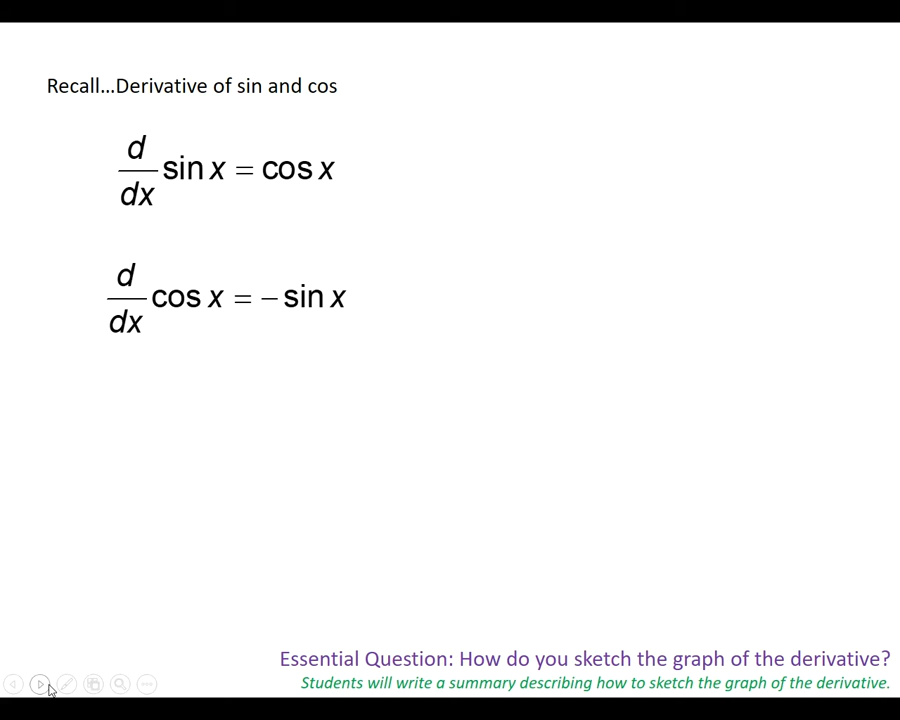 Recall...Derivative of sin and cos
d/dx sin x = cos x
d/dx cos x = − sin x
Essential Question: How do you sketch the graph of the derivative?
Students will write a summary describing how to sketch the graph of the derivative.